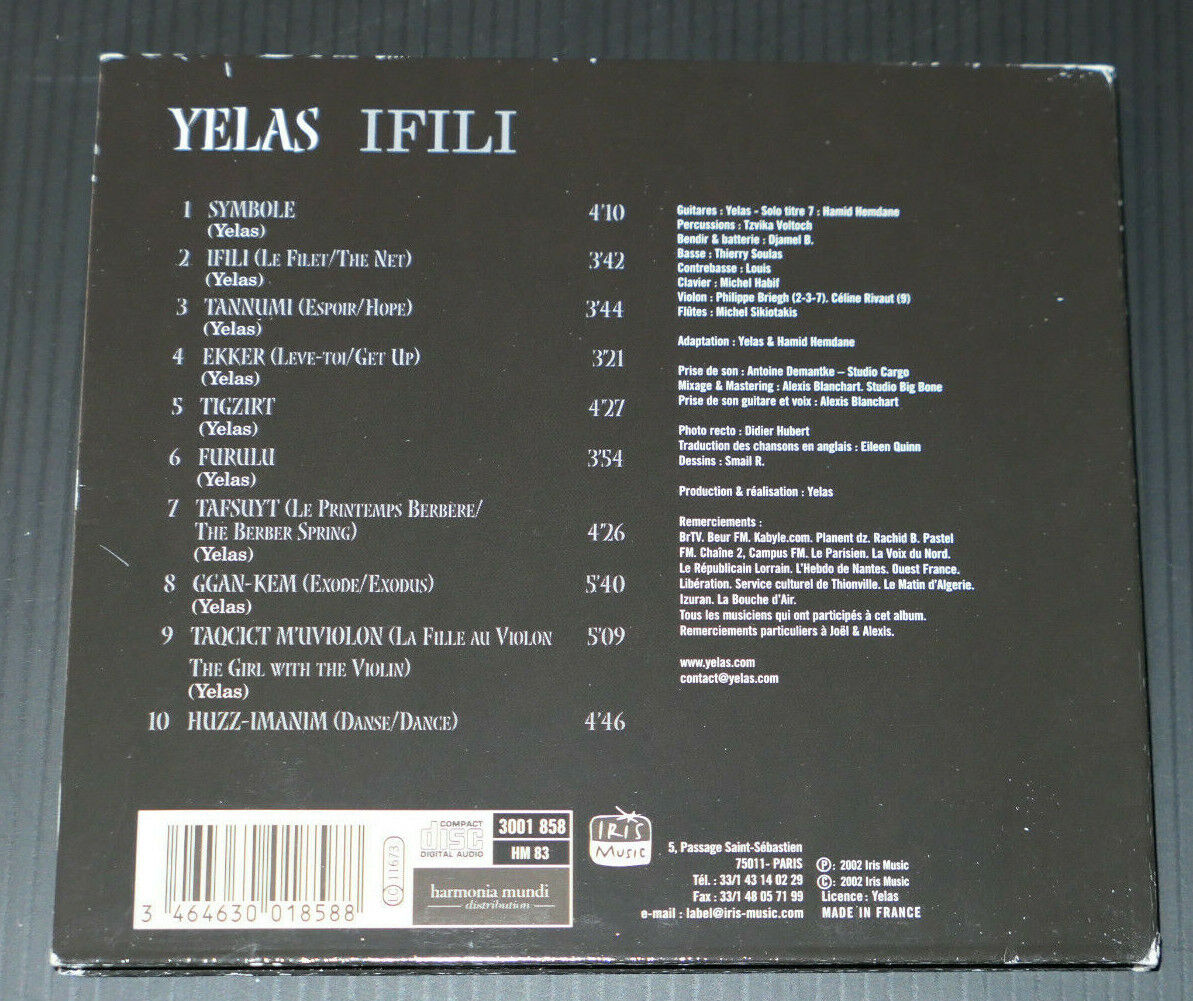 YELAS IFILI
1 SYMBOLE 4'10
(Yelas)
2 IFILI (LE FILET/THE NET) 3'42
(Yelas)
3 TANNUMI (ESPOIR/HOPE) 3'44
(Yelas)
4 EKKER (LEVE-TOI/GET UP) 3'21
(Yelas)
5 TIGZIRT 4'27
(Yelas)
6 FURULU 3'54
(Yelas)
7 TAFSUYT (LE PRINTEMPS BERBÈRE/
THE BERBER SPRING) 4'26
(Yelas)
8 GGAN-KEM (EXODE/EXODUS) 5'40
(Yelas)
9 TAQCICT M'UVIOLON (LA FILLE AU VIOLON 5'09
THE GIRL WITH THE VIOLIN)
(Yelas)
10 HUZZ-IMANIM (DANSE/DANCE) 4'46
Guitares : Yelas - Solo titre 7 : Hamid Hemdane
Percussions : Tzvika Voltoch
Bendir & batterie : Djamel B.
Basse : Thierry Soulas
Contrebasse : Louis
Clavier : Michel Habif
Violon : Philippe Briegh (2-3-7). Céline Rivaut (9)
Flûtes : Michel Sikiotakis
Adaptation : Yelas & Hamid Hemdane
Prise de son : Antoine Demantke – Studio Cargo
Mixage & Mastering : Alexis Blanchart. Studio Big Bone
Prise de son guitare et voix : Alexis Blanchart
Photo recto : Didier Hubert
Traduction des chansons en anglais : Eileen Quinn
Dessins : Smail R.
Production & réalisation : Yelas
Remerciements :
BrTV. Beur FM. Kabyle.com. Planent dz. Rachid B. Pastel
FM. Chaîne 2, Campus FM. Le Parisien. La Voix du Nord.
Le Républicain Lorrain. L'Hebdo de Nantes. Ouest France.
Libération. Service culturel de Thionville. Le Matin d'Algerie.
Izuran. La Bouche d'Air.
Tous les musiciens qui ont participés à cet album.
Remerciements particuliers à Joël & Alexis.
www.yelas.com
contact@yelas.com
3 464630 018588
LC 11673
COMPACT
disc
DIGITAL AUDIO
3001 858
HM 83
harmonia mundi
distribution
IRIS
MUSIC
5, Passage Saint-Sébastien
75011- PARIS
Tél. : 33/1 43 14 02 29
Fax : 33/1 48 05 71 99
e-mail : label@iris-music.com
Ⓟ: 2002 Iris Music
©: 2002 Iris Music
Licence : Yelas
MADE IN FRANCE